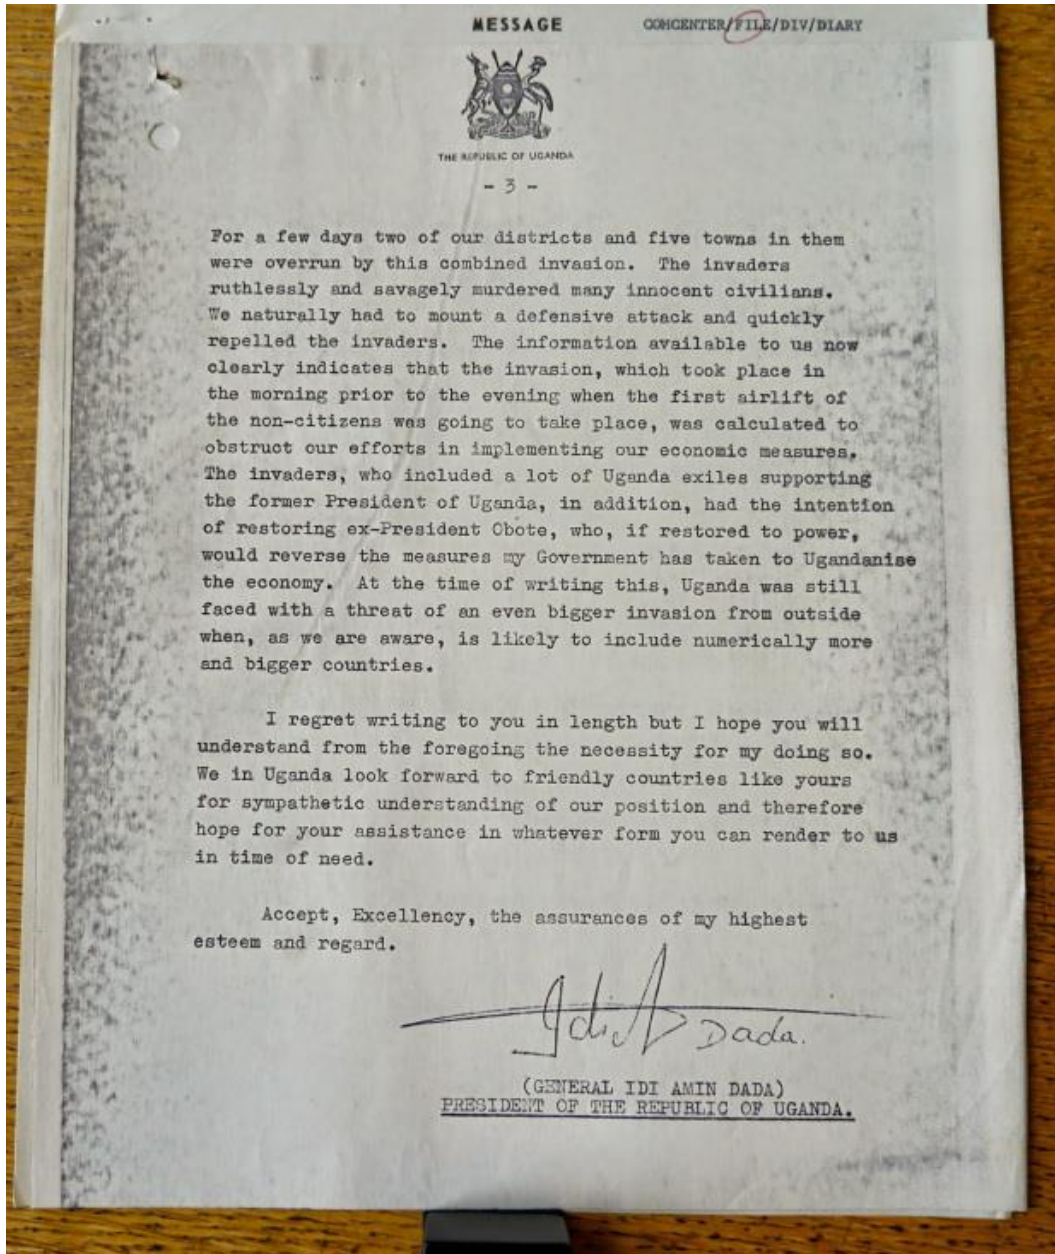 MESSAGE COMCENTER/FILE/DIV/DIARY
THE REPUBLIC OF UGANDA
- 3 -
For a few days two of our districts and five towns in them
were overrun by this combined invasion. The invaders
ruthlessly and savagely murdered many innocent civilians.
We naturally had to mount a defensive attack and quickly
repelled the invaders. The information available to us now
clearly indicates that the invasion, which took place in
the morning prior to the evening when the first airlift of
the non-citizens was going to take place, was calculated to
obstruct our efforts in implementing our economic measures.
The invaders, who included a lot of Uganda exiles supporting
the former President of Uganda, in addition, had the intention
of restoring ex-President Obote, who, if restored to power,
would reverse the measures my Government has taken to Ugandanise
the economy. At the time of writing this, Uganda was still
faced with a threat of an even bigger invasion from outside
when, as we are aware, is likely to include numerically more
and bigger countries.
I regret writing to you in length but I hope you will
understand from the foregoing the necessity for my doing so.
We in Uganda look forward to friendly countries like yours
for sympathetic understanding of our position and therefore
hope for your assistance in whatever form you can render to us
in time of need.
Accept, Excellency, the assurances of my highest
esteem and regard.
Idi A Dada.
(GENERAL IDI AMIN DADA)
PRESIDENT OF THE REPUBLIC OF UGANDA.